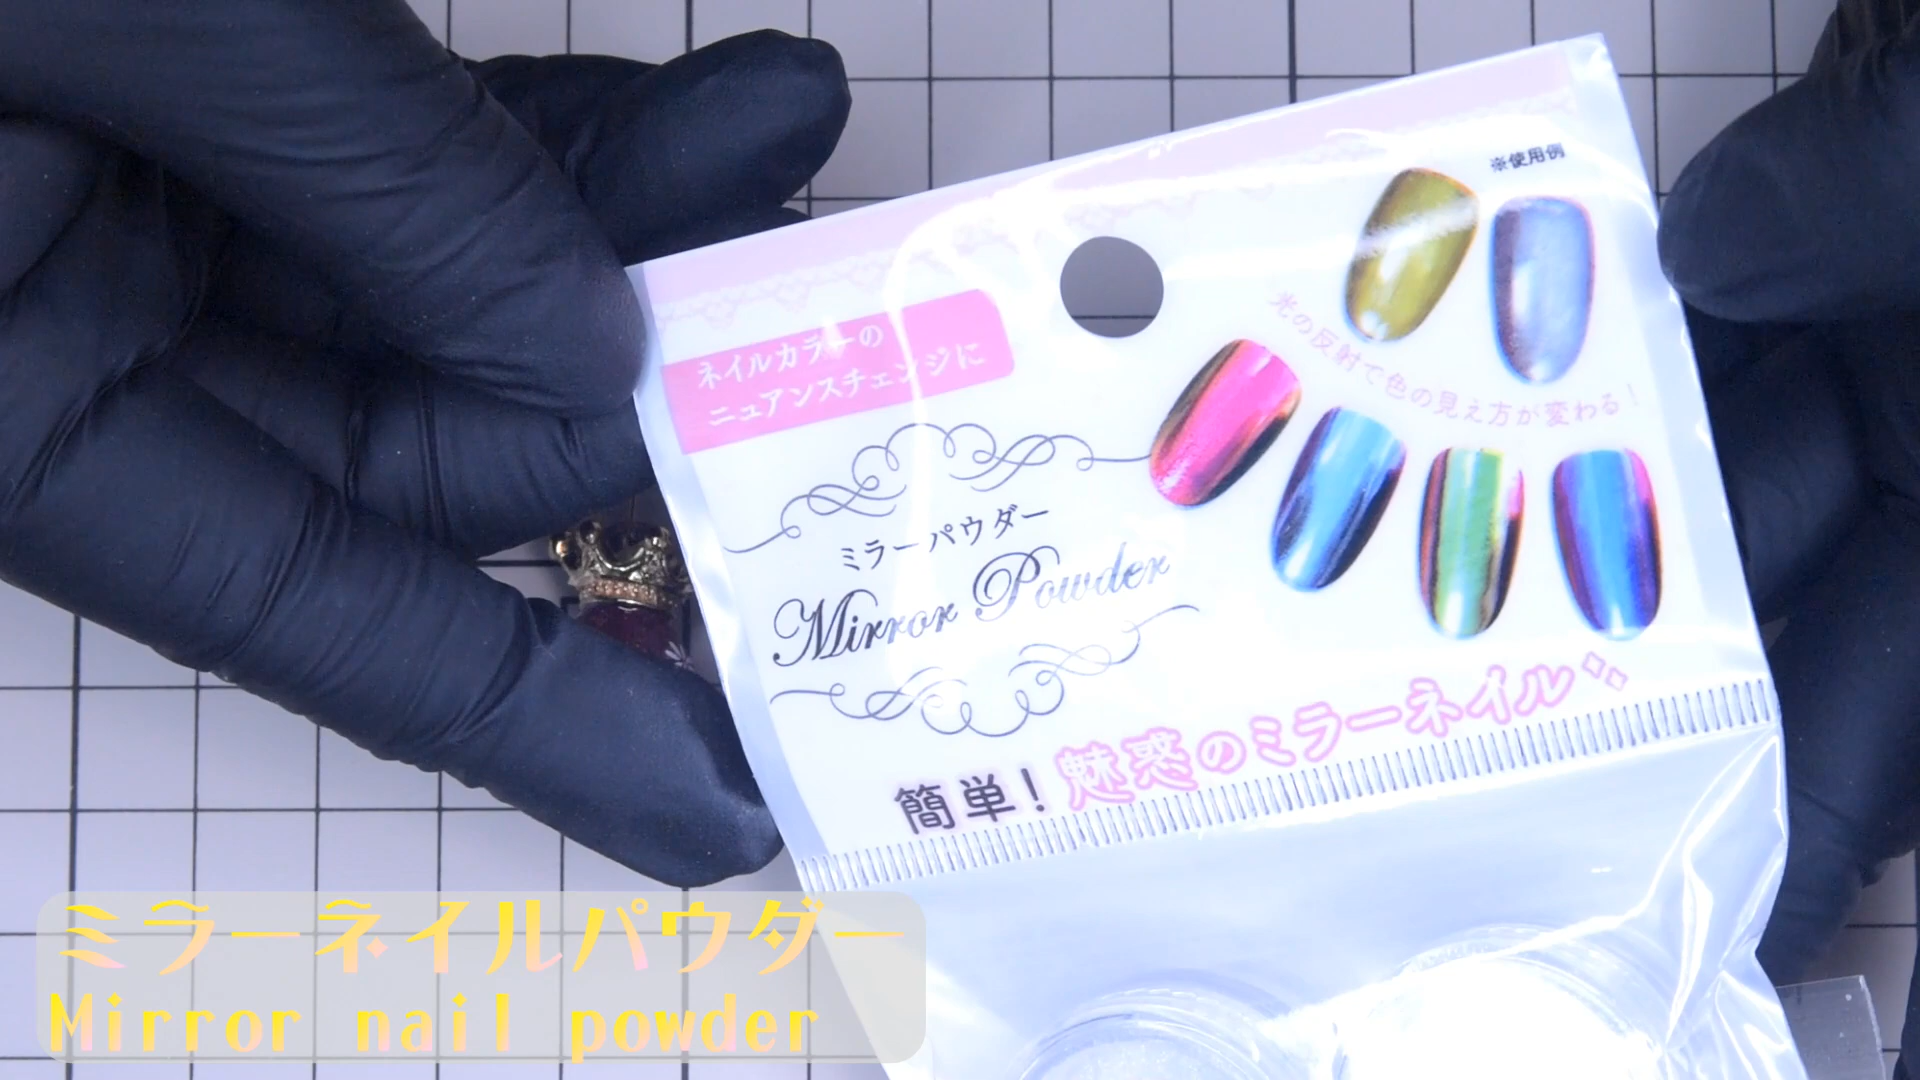 ※使用例
ネイルカラーの
ニュアンスチェンジに
光の反射で色の見え方が変わる!
ミラーパウダー
Mirror Powder
簡単!魅惑のミラーネイル
ミラーネイルパウダー
Mirror nail powder